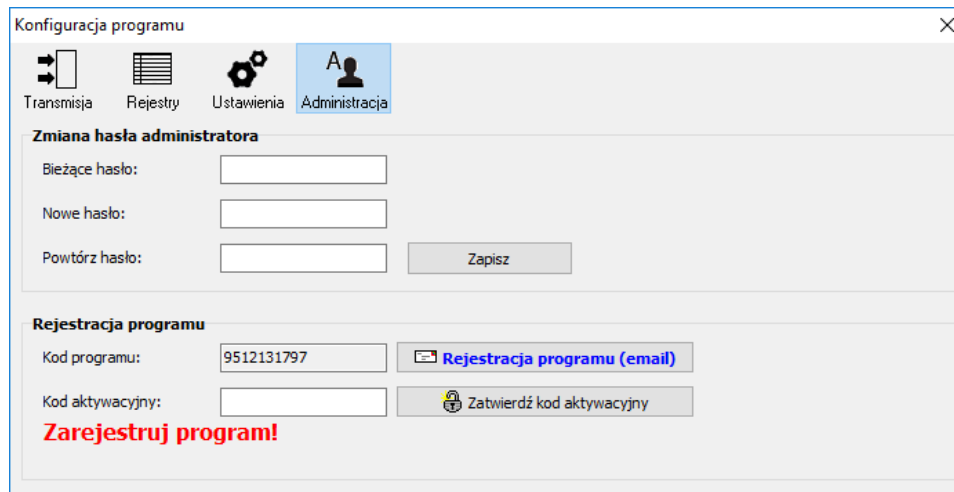 Konfiguracja programu
Transmisja Rejestry Ustawienia Administracja
Zmiana hasła administratora
Bieżące hasło:
Nowe hasło:
Powtórz hasło: Zapisz
Rejestracja programu
Kod programu: 9512131797 Rejestracja programu (email)
Kod aktywacyjny: Zatwierdź kod aktywacyjny
Zarejestruj program!